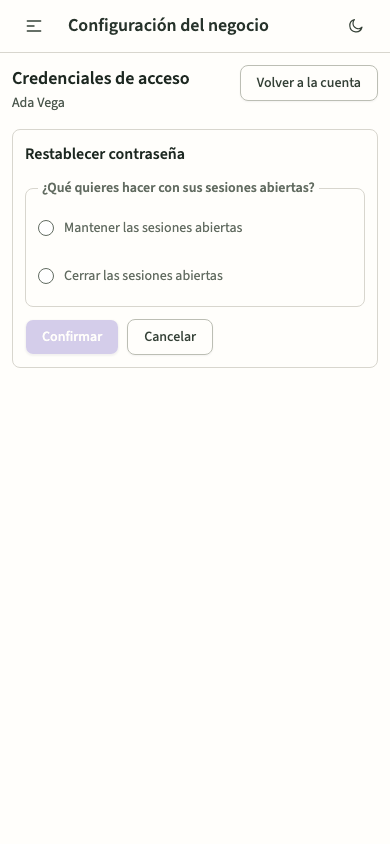 Configuración del negocio
Credenciales de acceso
Volver a la cuenta
Ada Vega
Restablecer contraseña
¿Qué quieres hacer con sus sesiones abiertas?
Mantener las sesiones abiertas
Cerrar las sesiones abiertas
Confirmar
Cancelar